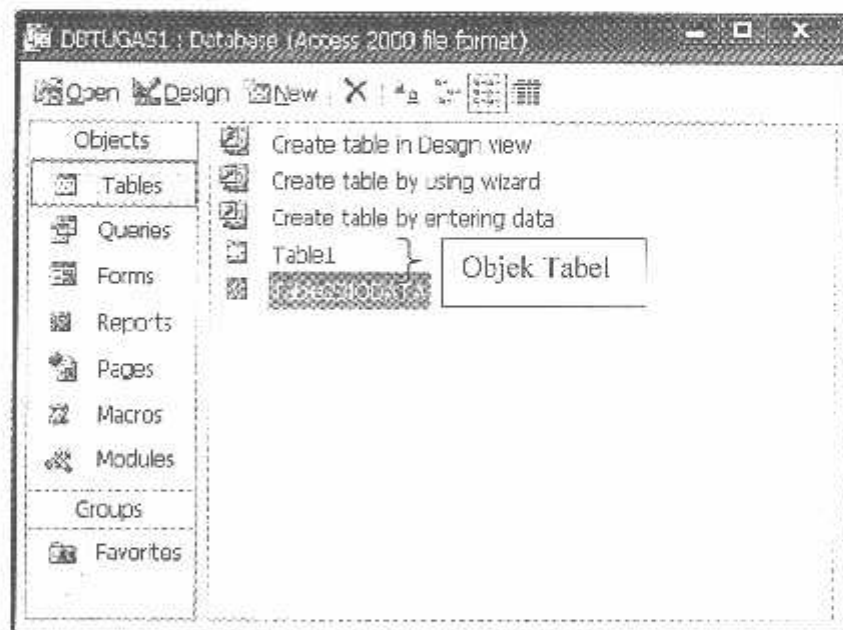 DBTUGAS1 : Database (Access 2000 file format)
Open Design New
Objects
Tables
Queries
Forms
Reports
Pages
Macros
Modules
Groups
Favorites
Create table in Design view
Create table by using wizard
Create table by entering data
Table1
Objek Tabel